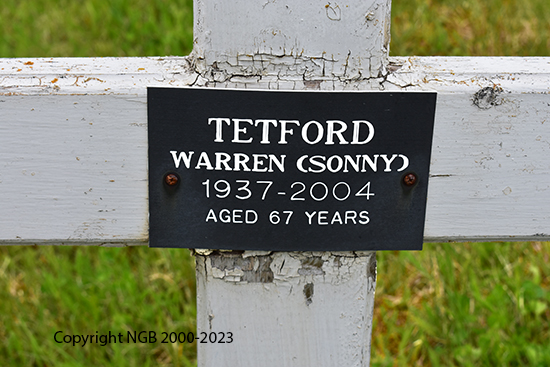 TETFORD
WARREN (SONNY)
1937-2004
AGED 67 YEARS
Copyright NGB 2000-2023